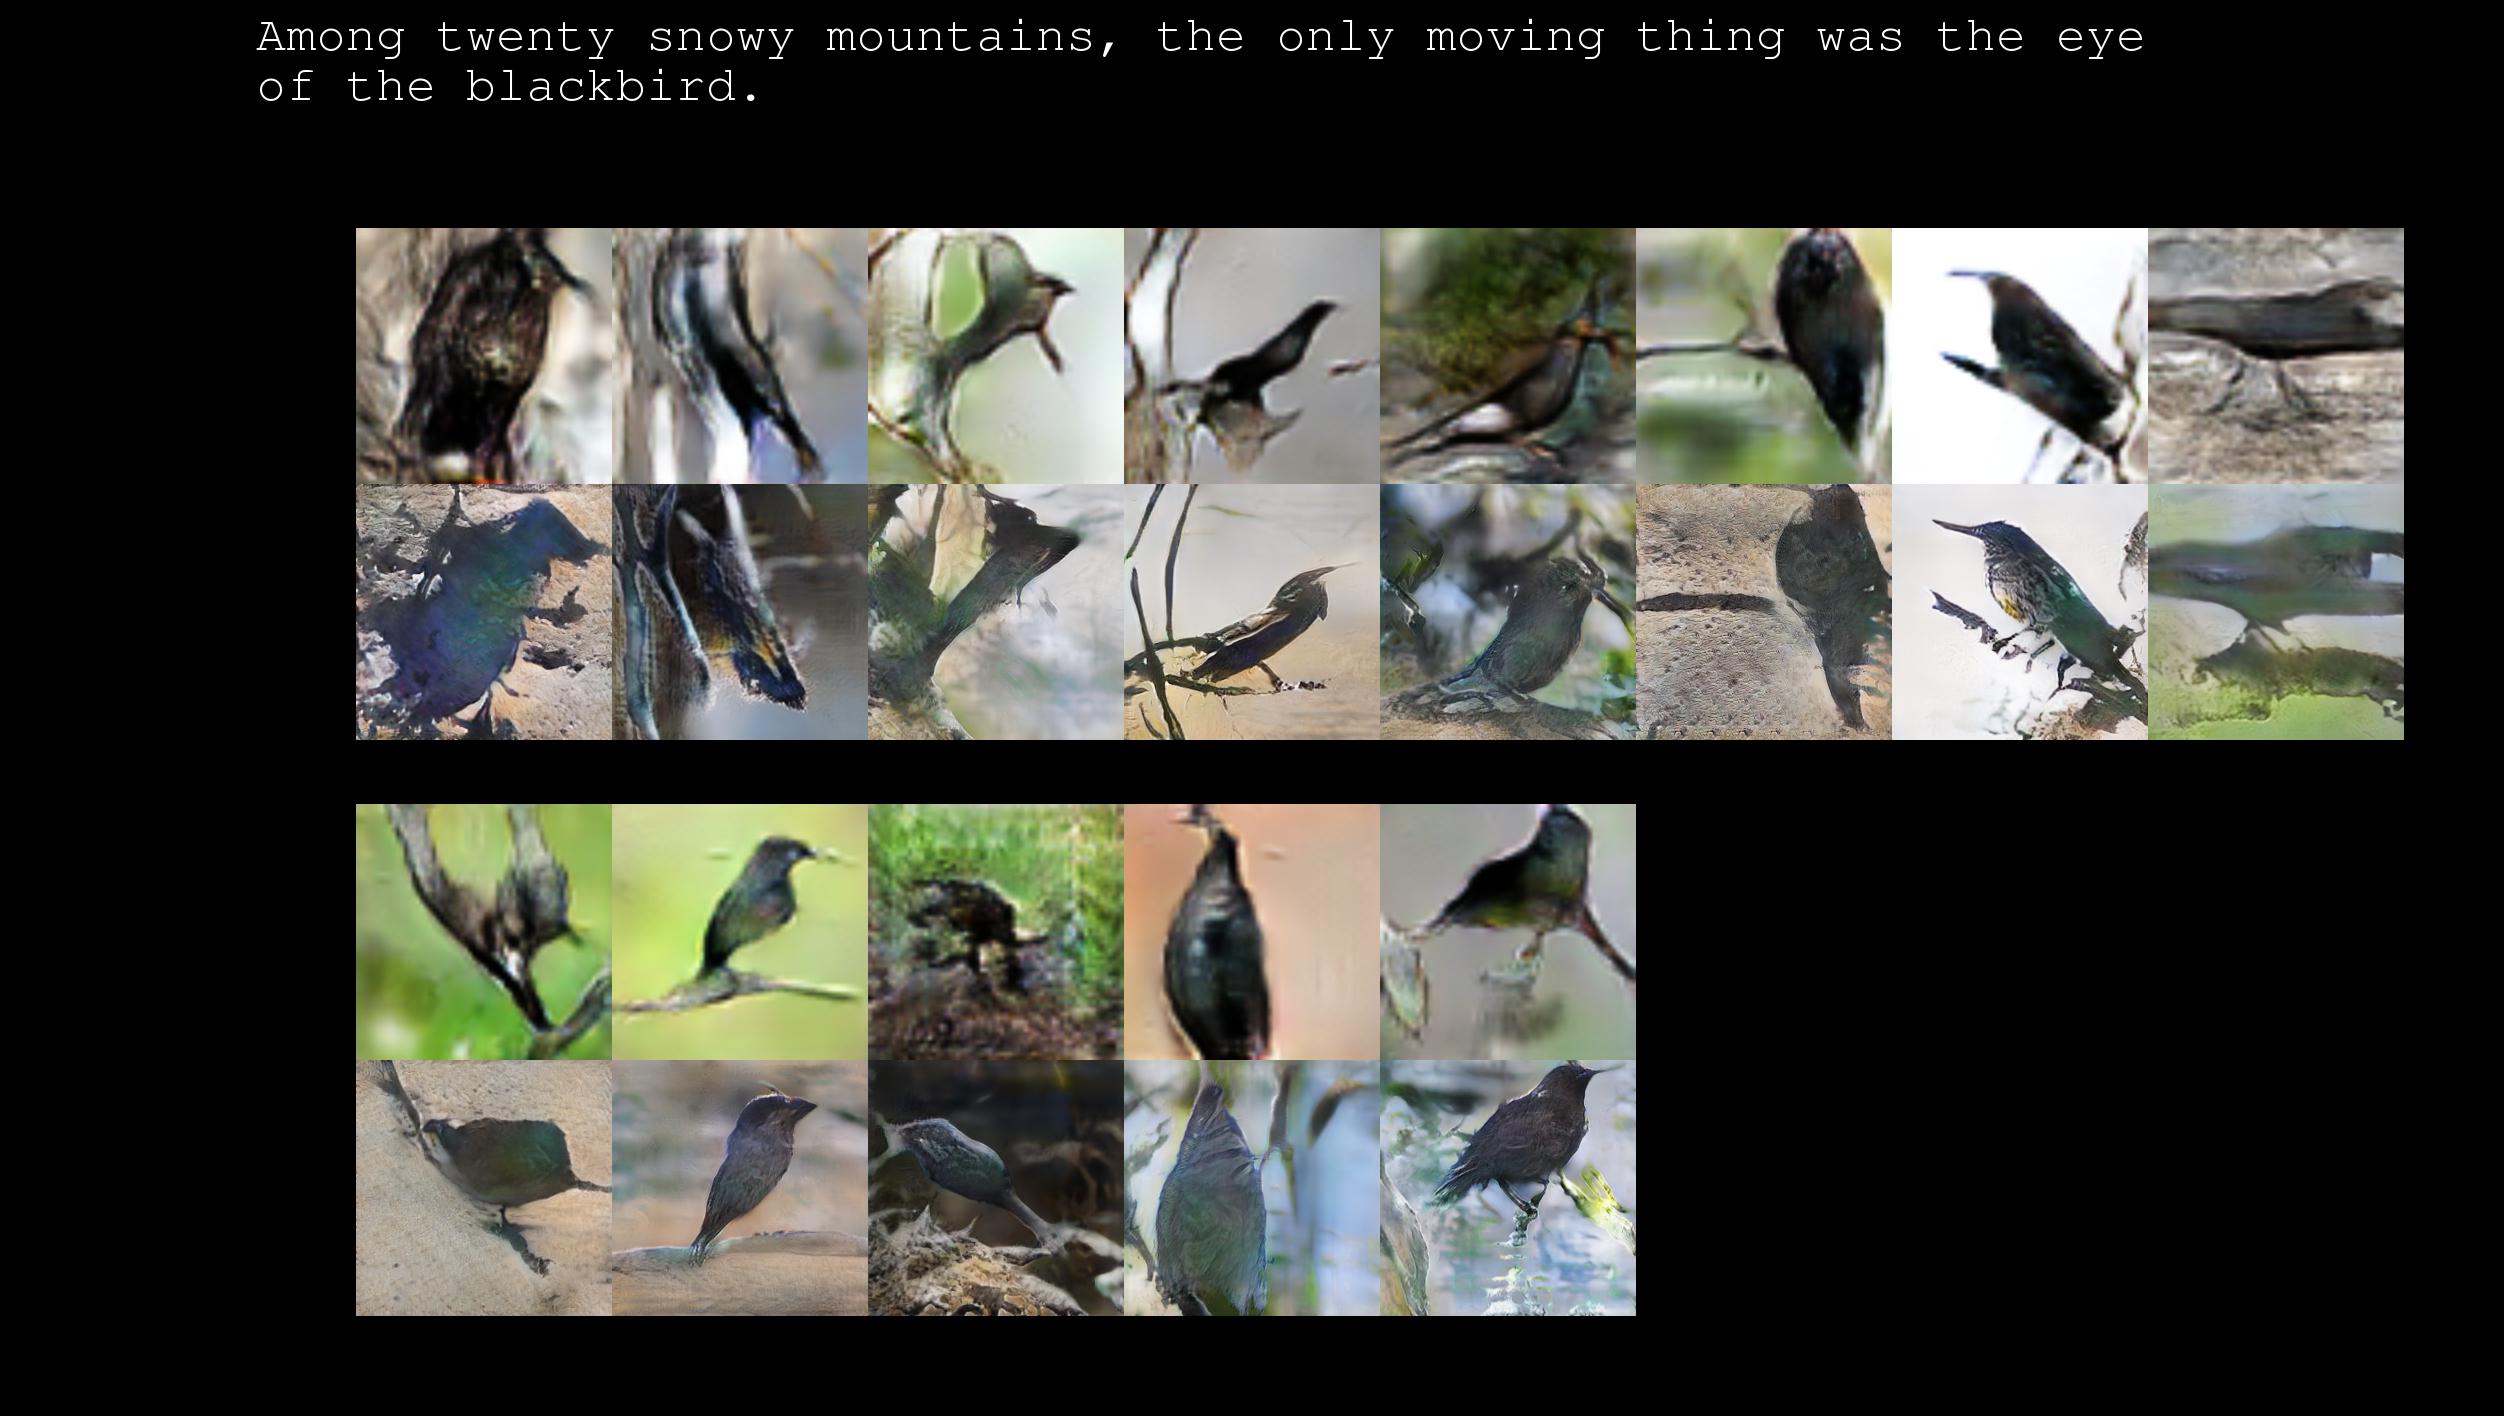 Among twenty snowy mountains, the only moving thing was the eye
of the blackbird.